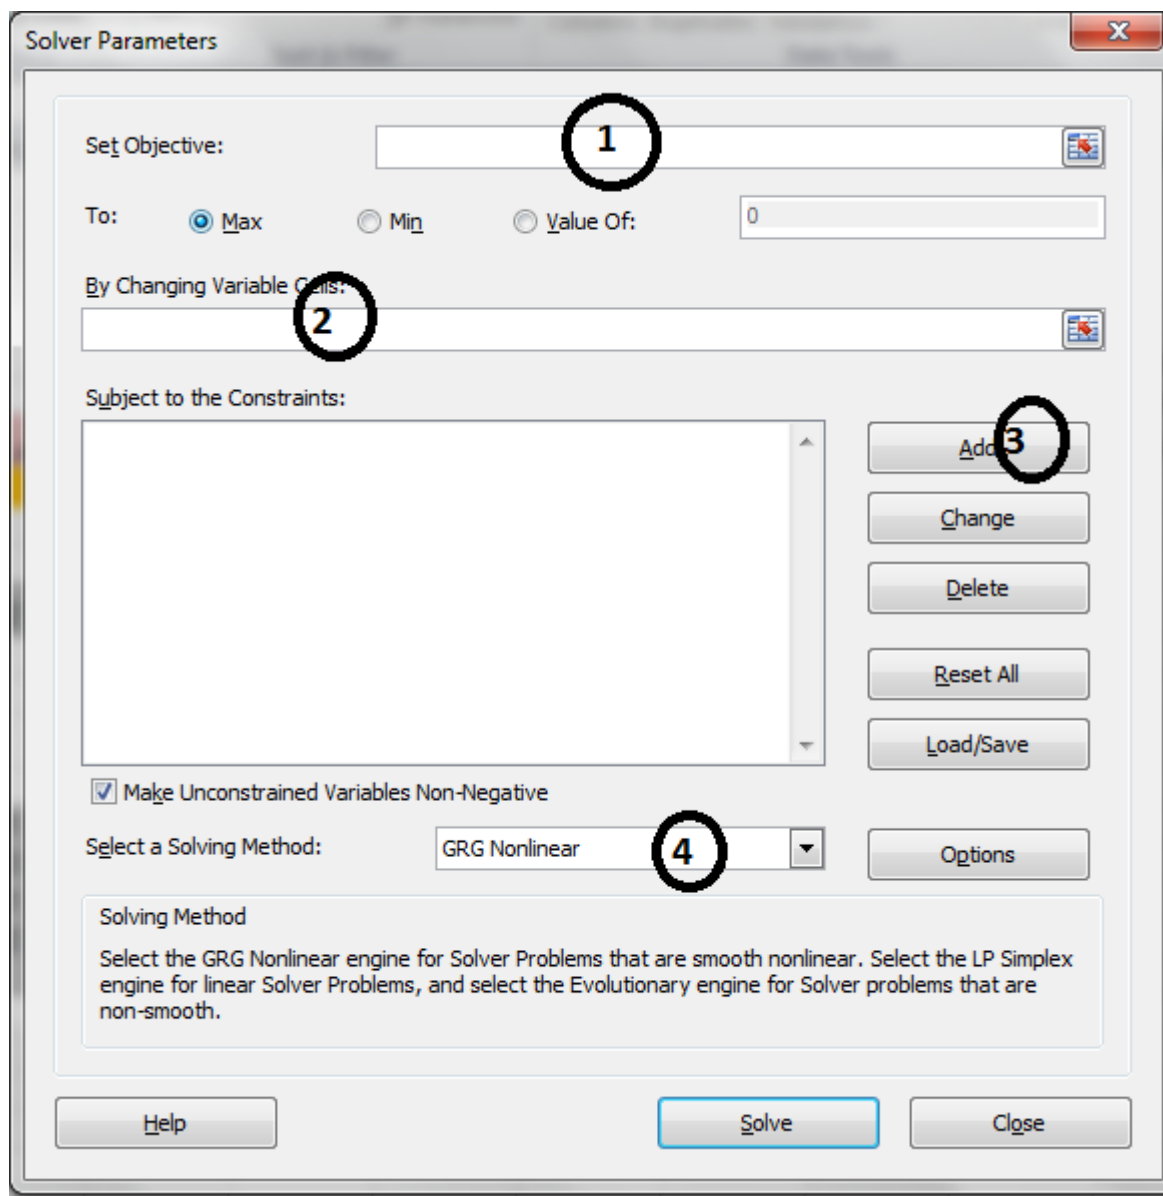 Solver Parameters
Set Objective:
1
To:
Max
Min
Value Of:
0
By Changing Variable Cells:
2
Subject to the Constraints:
Add
3
Change
Delete
Reset All
Load/Save
Make Unconstrained Variables Non-Negative
Select a Solving Method:
GRG Nonlinear
4
Options
Solving Method
Select the GRG Nonlinear engine for Solver Problems that are smooth nonlinear. Select the LP Simplex
engine for linear Solver Problems, and select the Evolutionary engine for Solver problems that are
non-smooth.
Help
Solve
Close